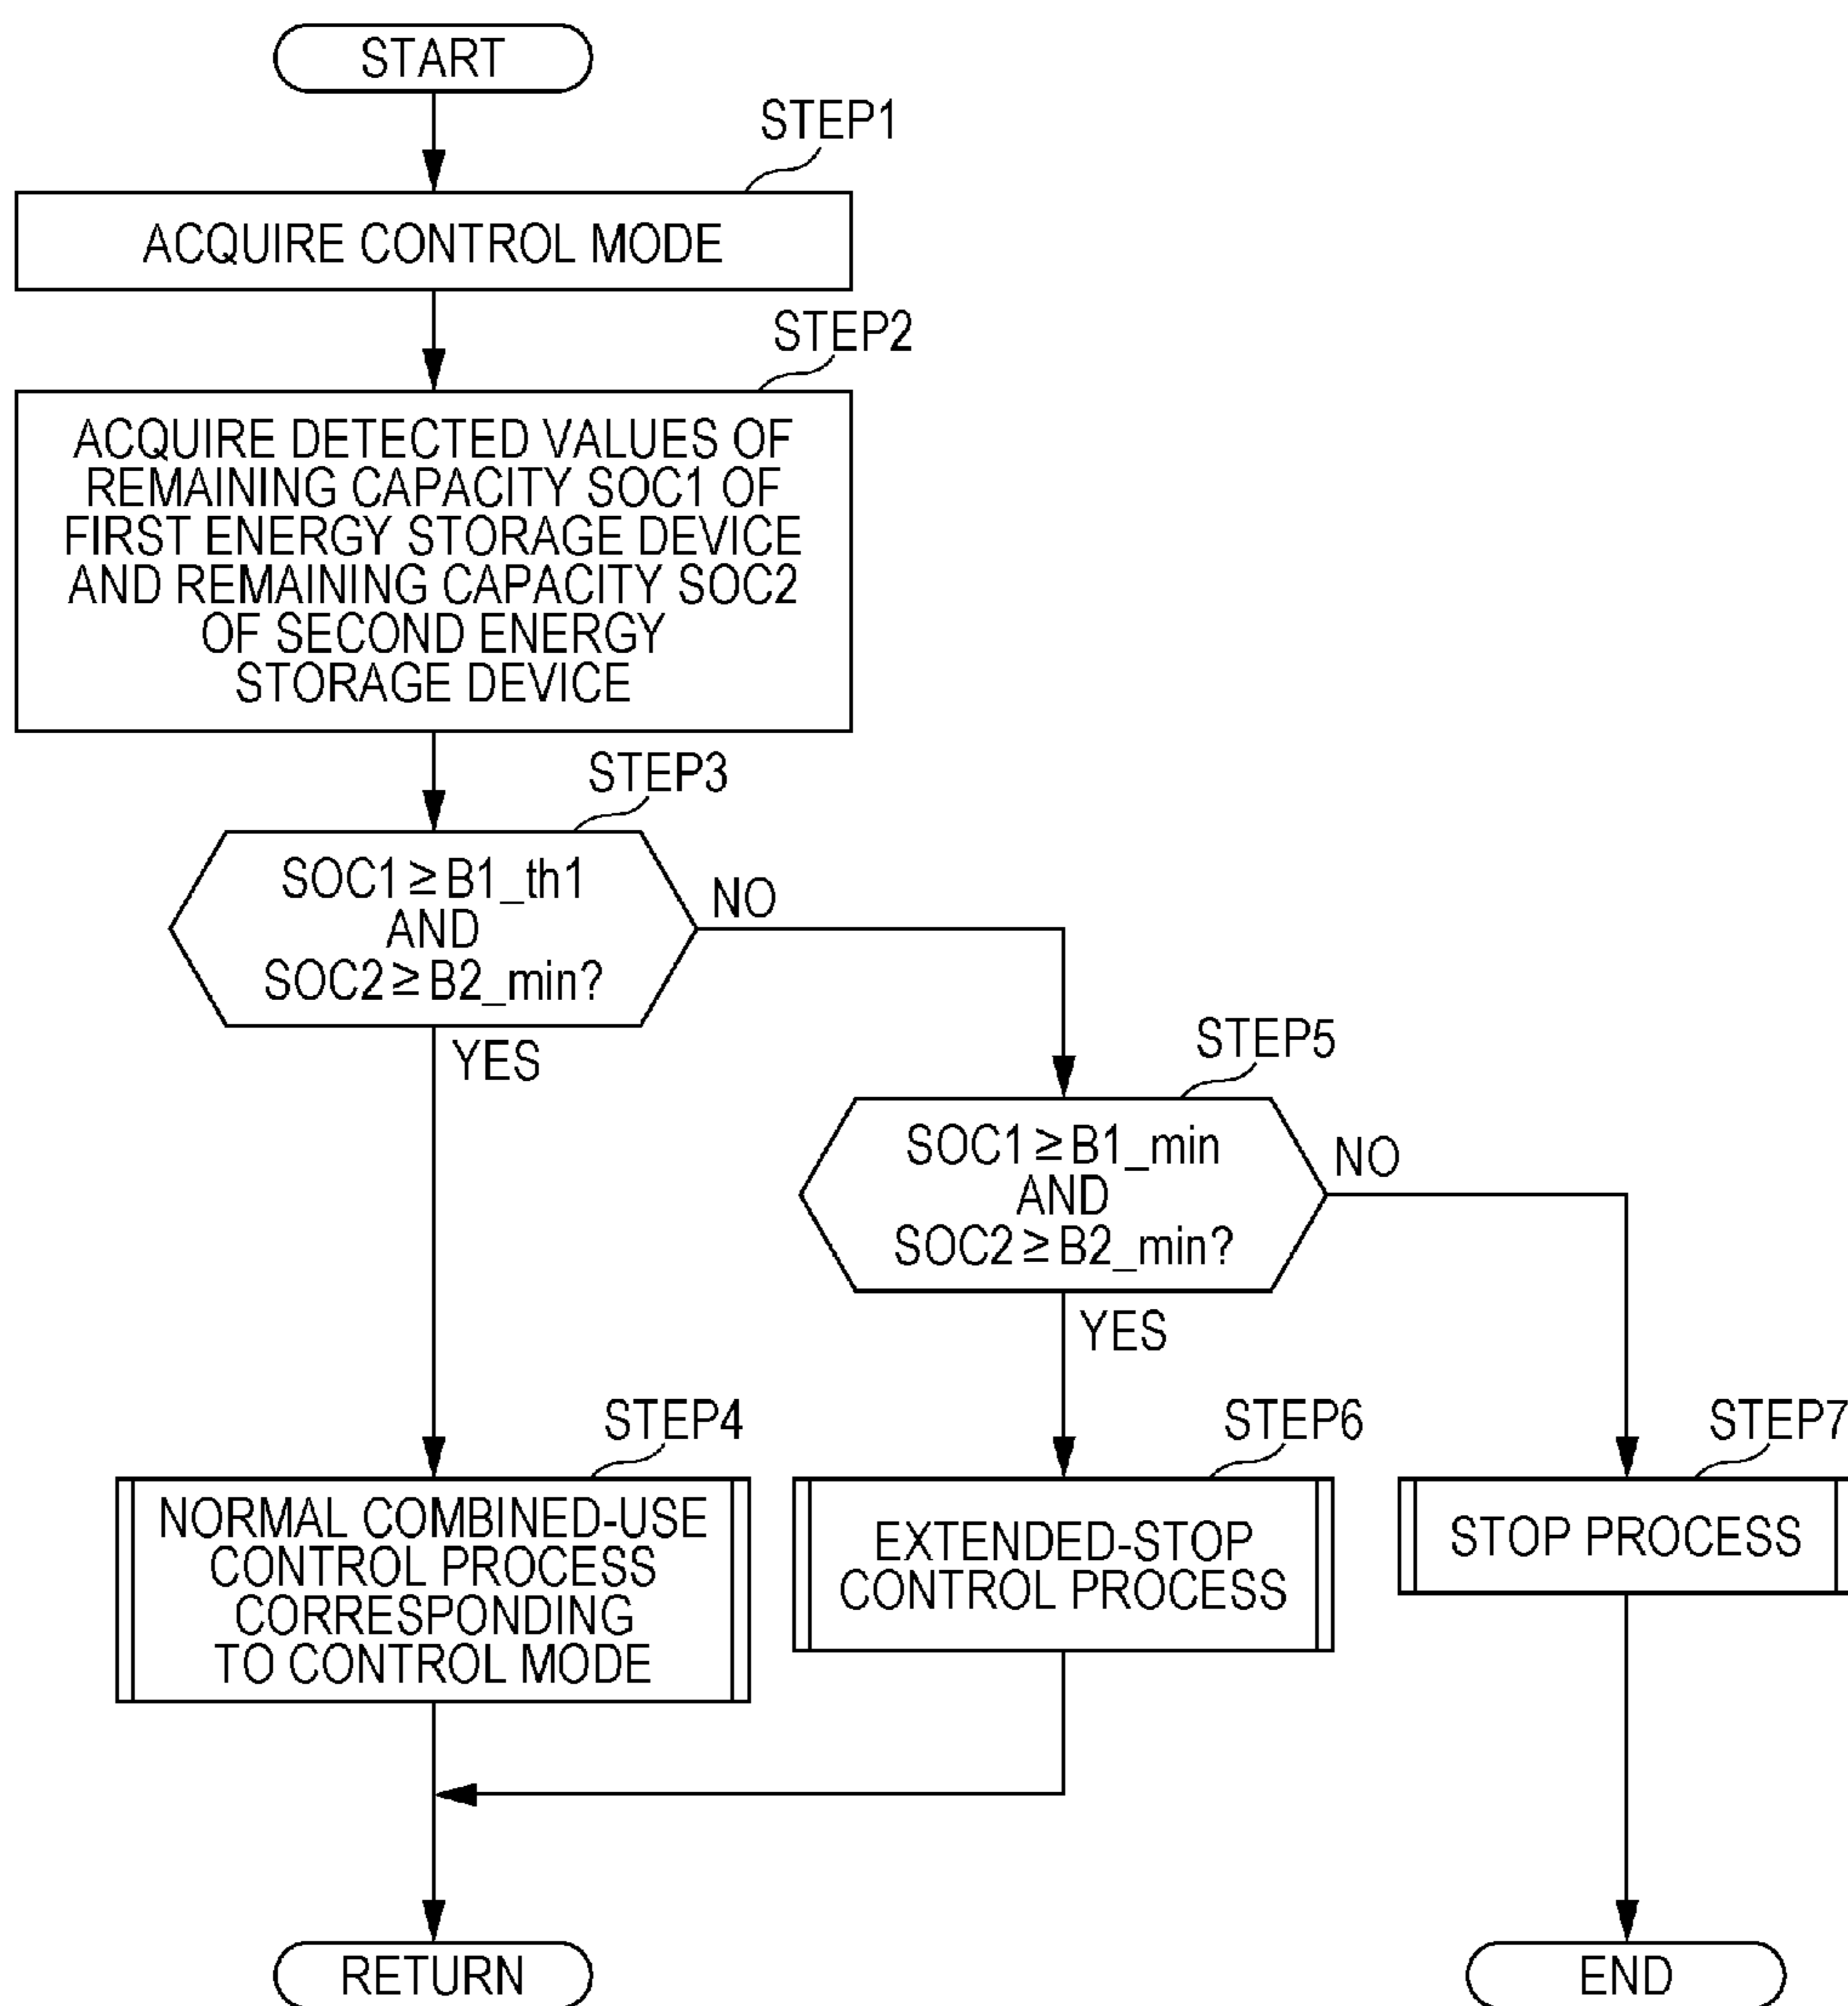 START
STEP1
ACQUIRE CONTROL MODE
STEP2
ACQUIRE DETECTED VALUES OF
REMAINING CAPACITY SOC1 OF
FIRST ENERGY STORAGE DEVICE
AND REMAINING CAPACITY SOC2
OF SECOND ENERGY
STORAGE DEVICE
STEP3
SOC1≥B1_th1
AND
SOC2≥B2_min?
NO
YES
STEP5
SOC1≥B1_min
AND
SOC2≥B2_min?
NO
YES
STEP4
NORMAL COMBINED-USE
CONTROL PROCESS
CORRESPONDING
TO CONTROL MODE
STEP6
EXTENDED-STOP
CONTROL PROCESS
STEP7
STOP PROCESS
RETURN
END